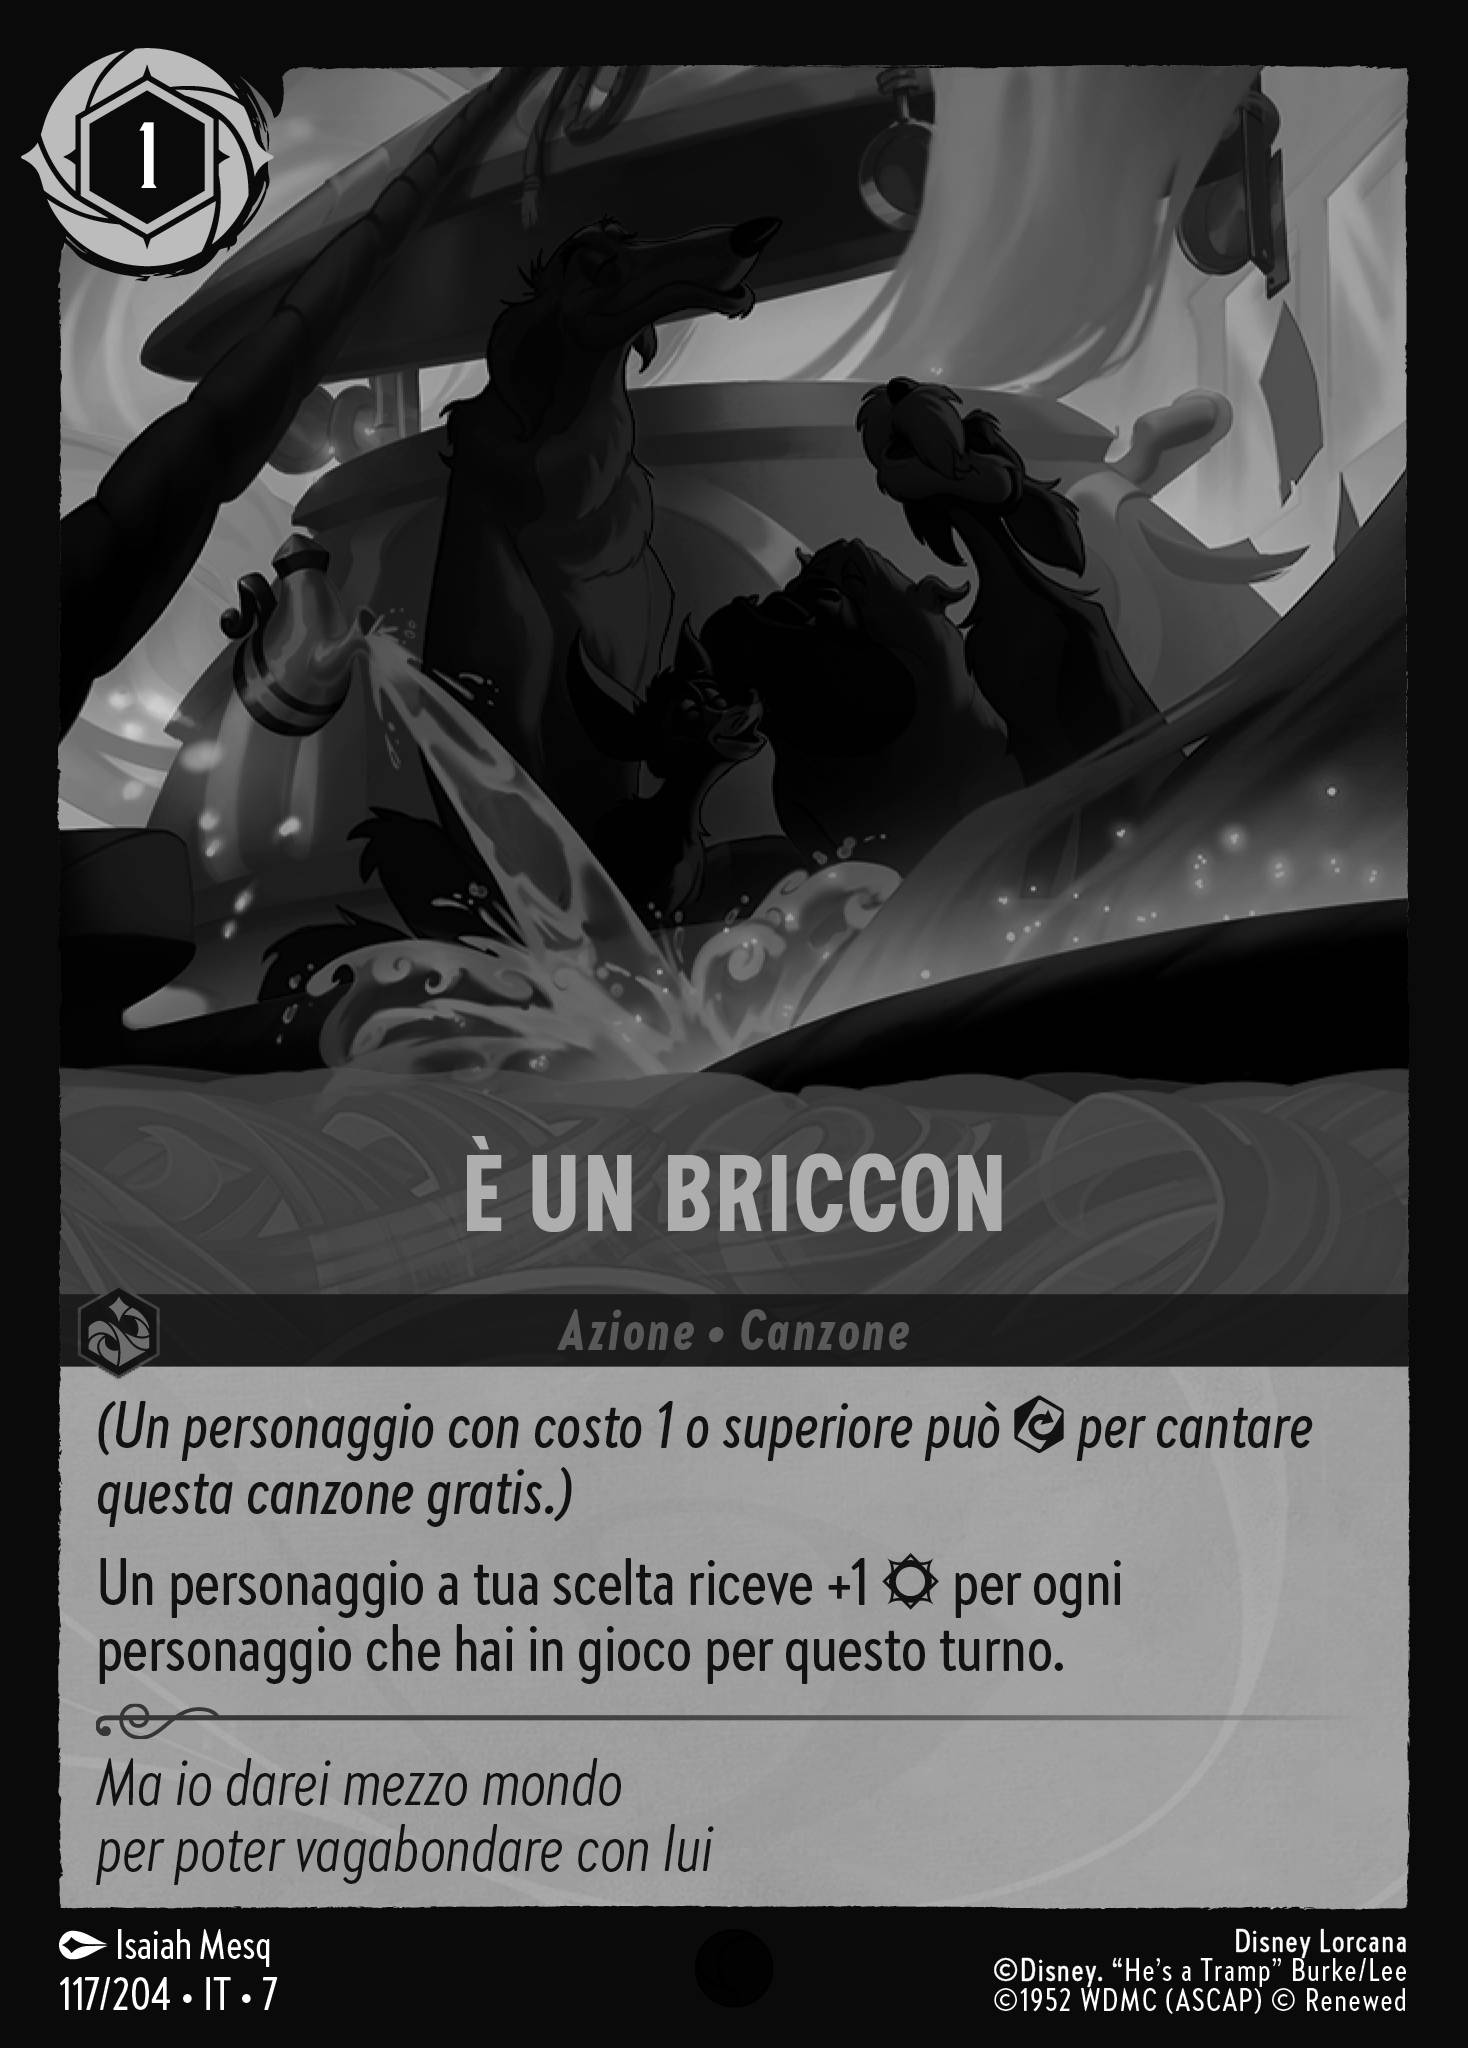 1
È UN BRICCON
Azione • Canzone
(Un personaggio con costo 1 o superiore può per cantare
questa canzone gratis.)
Un personaggio a tua scelta riceve +1 per ogni
personaggio che hai in gioco per questo turno.
Ma io darei mezzo mondo
per poter vagabondare con lui
Isaiah Mesq
117/204 • IT • 7
Disney Lorcana
©Disney. “He’s a Tramp” Burke/Lee
©1952 WDMC (ASCAP) © Renewed